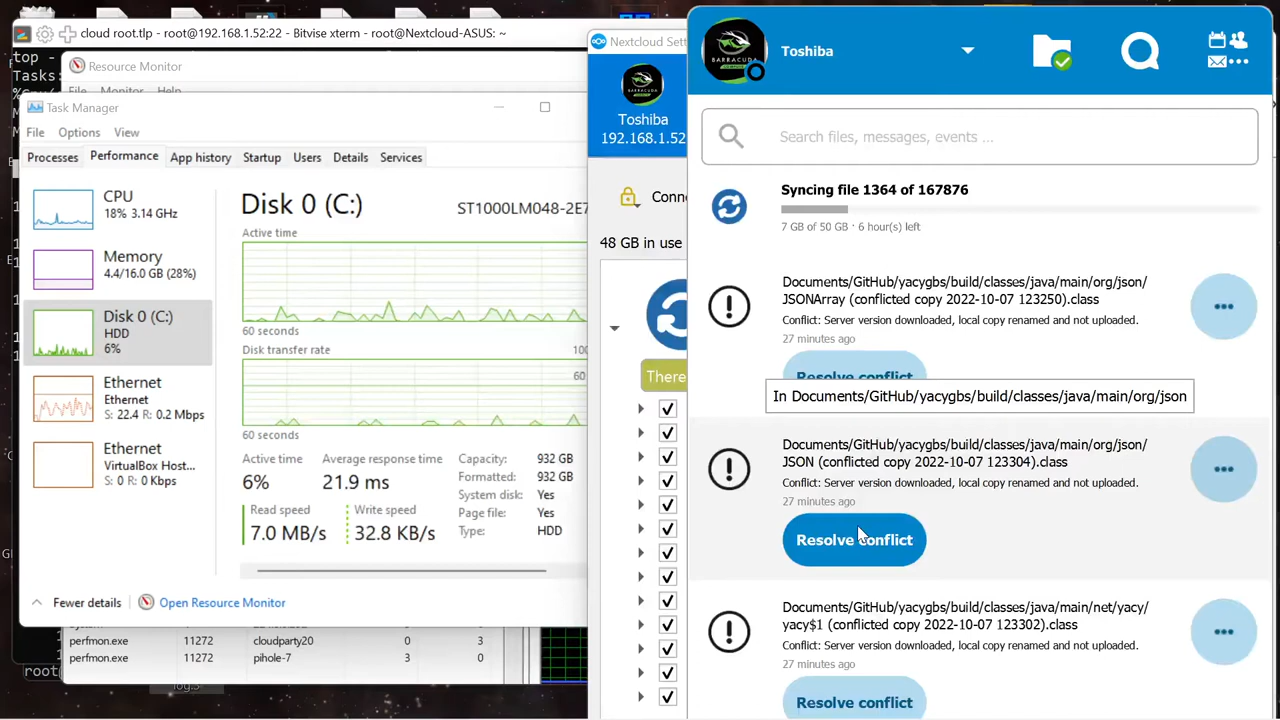 cloud root.tlp - root@192.168.1.52:22 - Bitvise xterm - root@Nextcloud-ASUS: ~
top -
Tasks:
Resource Monitor
File Monitor Help
Task Manager
File Options View
Processes Performance App history Startup Users Details Services
CPU
18% 3.14 GHz
Memory
4.4/16.0 GB (28%)
Disk 0 (C:)
HDD
6%
Ethernet
Ethernet
S: 22.4 R: 0.2 Mbps
Ethernet
VirtualBox Host...
S: 0 R: 0 Kbps
Disk 0 (C:) ST1000LM048-2E7
Active time
60 seconds
Disk transfer rate 100
60
60 seconds
Active time
6%
Average response time
21.9 ms
Read speed
7.0 MB/s
Write speed
32.8 KB/s
Capacity: 932 GB
Formatted: 932 GB
System disk: Yes
Page file: Yes
Type: HDD
Fewer details Open Resource Monitor
perfmon.exe 11272 cloudparty20 0 3
perfmon.exe 11272 pihole-7 3 0
root@
Nextcloud Sett
Toshiba
192.168.1.52
Conne
48 GB in use
There
BARRACUDA
Toshiba
Search files, messages, events ...
Syncing file 1364 of 167876
7 GB of 50 GB · 6 hour(s) left
Documents/GitHub/yacygbs/build/classes/java/main/org/json/
JSONArray (conflicted copy 2022-10-07 123250).class
Conflict: Server version downloaded, local copy renamed and not uploaded.
27 minutes ago
Resolve conflict
In Documents/GitHub/yacygbs/build/classes/java/main/org/json
Documents/GitHub/yacygbs/build/classes/java/main/org/json/
JSON (conflicted copy 2022-10-07 123304).class
Conflict: Server version downloaded, local copy renamed and not uploaded.
27 minutes ago
Resolve conflict
Documents/GitHub/yacygbs/build/classes/java/main/net/yacy/
yacy$1 (conflicted copy 2022-10-07 123302).class
Conflict: Server version downloaded, local copy renamed and not uploaded.
27 minutes ago
Resolve conflict